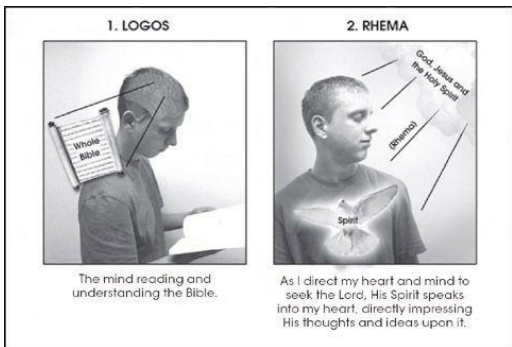 1. LOGOS
Whole
Bible
The mind reading and
understanding the Bible.
2. RHEMA
God, Jesus and
the Holy Spirit
(Rhema)
Spirit
As I direct my heart and mind to
seek the Lord, His Spirit speaks
into my heart, directly impressing
His thoughts and ideas upon it.